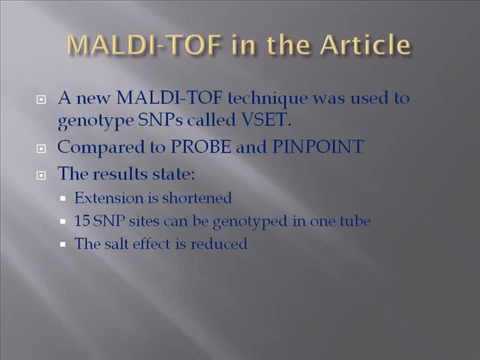 MALDI-TOF in the Article
A new MALDI-TOF technique was used to
genotype SNPs called VSET.
Compared to PROBE and PINPOINT
The results state:
Extension is shortened
15 SNP sites can be genotyped in one tube
The salt effect is reduced